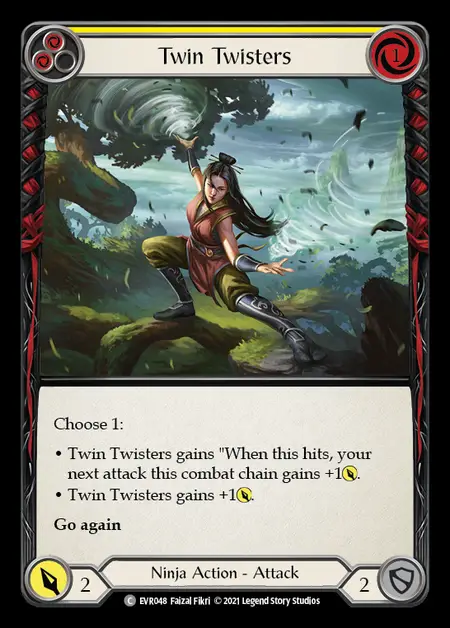 Twin Twisters
1
Choose 1:
• Twin Twisters gains "When this hits, your
next attack this combat chain gains +1.
• Twin Twisters gains +1.
Go again
2
Ninja Action - Attack
2
C EVR048 Faizal Fikri © 2021 Legend Story Studios